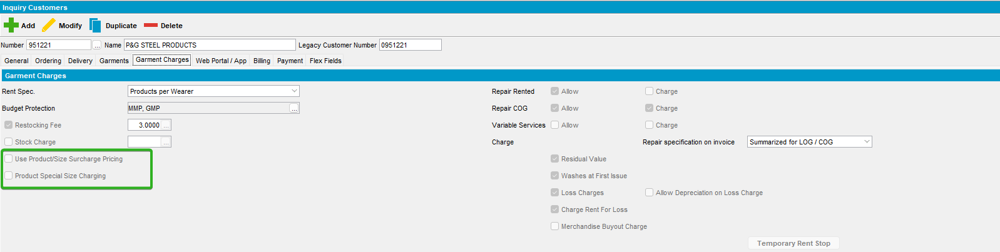 Inquiry Customers
Add Modify Duplicate Delete
Number 951221 ... Name P&G STEEL PRODUCTS Legacy Customer Number 0951221
General Ordering Delivery Garments Garment Charges Web Portal / App Billing Payment Flex Fields
Garment Charges
Rent Spec. Products per Wearer Repair Rented Allow Charge
Budget Protection MMP, GMP ... Repair COG Allow Charge
Restocking Fee 3.0000 ... Variable Services Allow Charge
Stock Charge ... Charge Repair specification on invoice Summarized for LOG / COG
Use Product/Size Surcharge Pricing Residual Value
Product Special Size Charging Washes at First Issue
Loss Charges Allow Depreciation on Loss Charge
Charge Rent For Loss
Merchandise Buyout Charge
Temporary Rent Stop